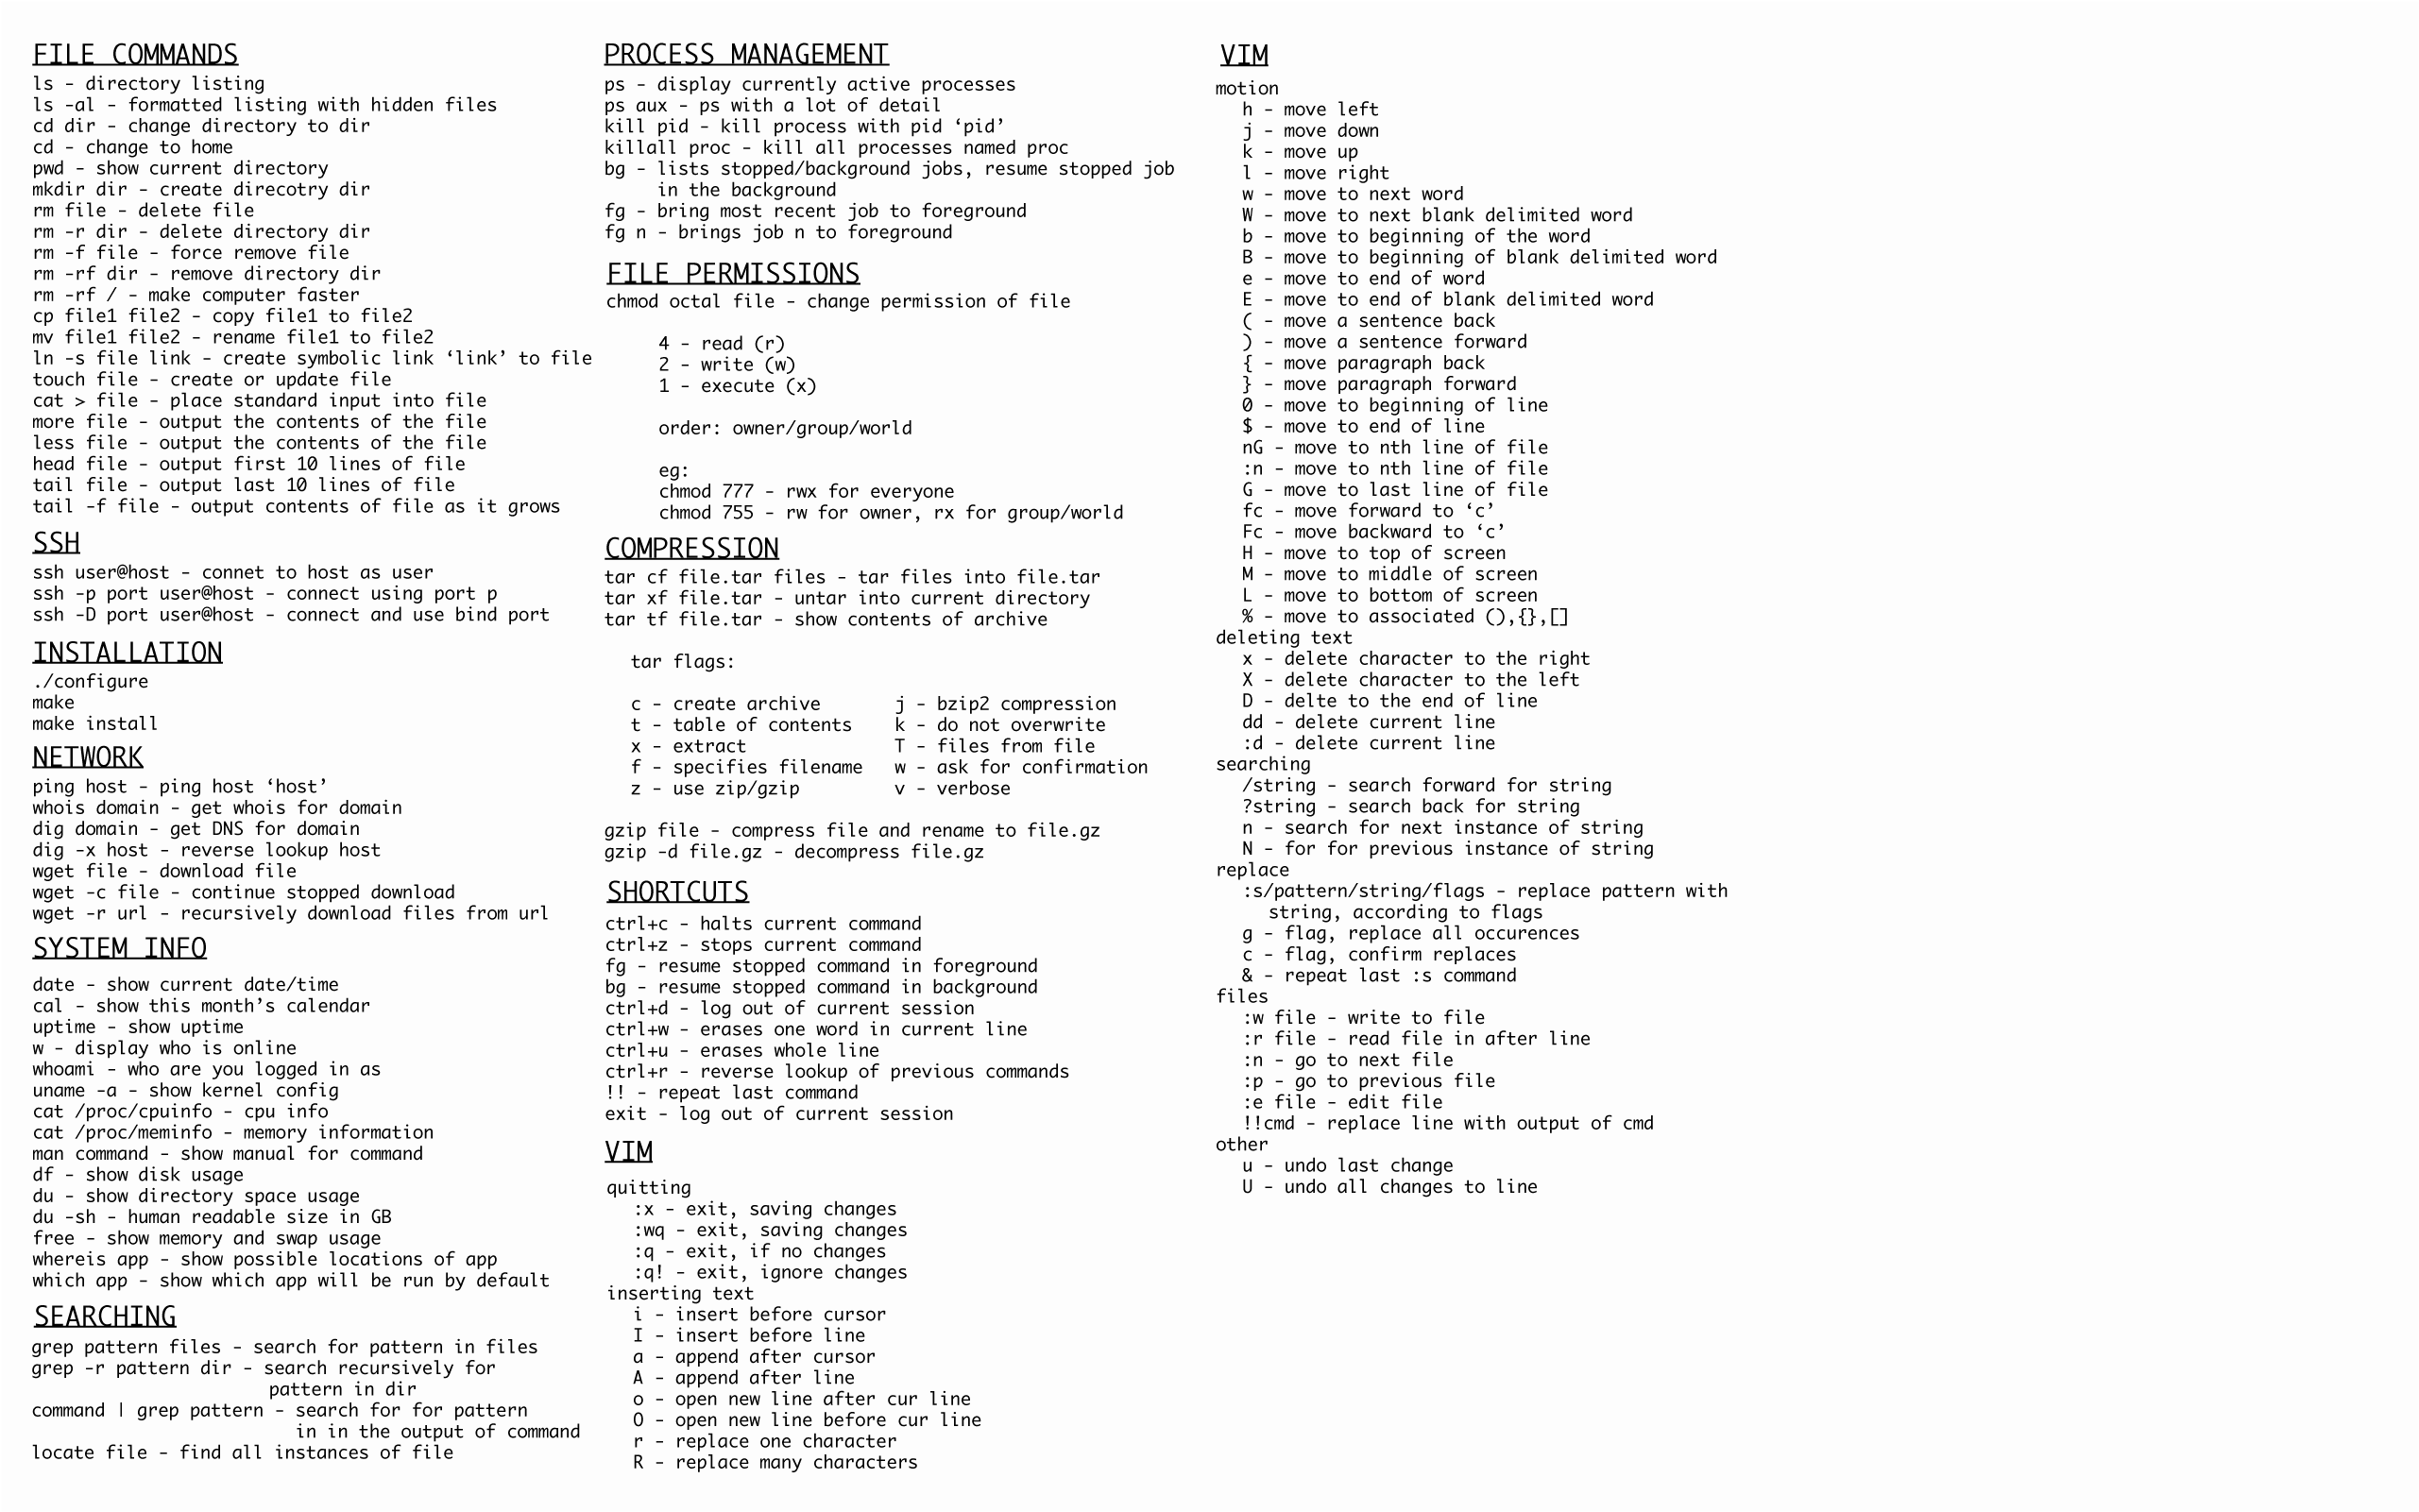 FILE COMMANDS
ls - directory listing
ls -al - formatted listing with hidden files
cd dir - change directory to dir
cd - change to home
pwd - show current directory
mkdir dir - create direcotry dir
rm file - delete file
rm -r dir - delete directory dir
rm -f file - force remove file
rm -rf dir - remove directory dir
rm -rf / - make computer faster
cp file1 file2 - copy file1 to file2
mv file1 file2 - rename file1 to file2
ln -s file link - create symbolic link ‘link’ to file
touch file - create or update file
cat > file - place standard input into file
more file - output the contents of the file
less file - output the contents of the file
head file - output first 10 lines of file
tail file - output last 10 lines of file
tail -f file - output contents of file as it grows
SSH
ssh user@host - connet to host as user
ssh -p port user@host - connect using port p
ssh -D port user@host - connect and use bind port
INSTALLATION
./configure
make
make install
NETWORK
ping host - ping host ‘host’
whois domain - get whois for domain
dig domain - get DNS for domain
dig -x host - reverse lookup host
wget file - download file
wget -c file - continue stopped download
wget -r url - recursively download files from url
SYSTEM INFO
date - show current date/time
cal - show this month’s calendar
uptime - show uptime
w - display who is online
whoami - who are you logged in as
uname -a - show kernel config
cat /proc/cpuinfo - cpu info
cat /proc/meminfo - memory information
man command - show manual for command
df - show disk usage
du - show directory space usage
du -sh - human readable size in GB
free - show memory and swap usage
whereis app - show possible locations of app
which app - show which app will be run by default
SEARCHING
grep pattern files - search for pattern in files
grep -r pattern dir - search recursively for
pattern in dir
command | grep pattern - search for for pattern
in in the output of command
locate file - find all instances of file
PROCESS MANAGEMENT
ps - display currently active processes
ps aux - ps with a lot of detail
kill pid - kill process with pid ‘pid’
killall proc - kill all processes named proc
bg - lists stopped/background jobs, resume stopped job
in the background
fg - bring most recent job to foreground
fg n - brings job n to foreground
FILE PERMISSIONS
chmod octal file - change permission of file
4 - read (r)
2 - write (w)
1 - execute (x)
order: owner/group/world
eg:
chmod 777 - rwx for everyone
chmod 755 - rw for owner, rx for group/world
COMPRESSION
tar cf file.tar files - tar files into file.tar
tar xf file.tar - untar into current directory
tar tf file.tar - show contents of archive
tar flags:
c - create archive j - bzip2 compression
t - table of contents k - do not overwrite
x - extract T - files from file
f - specifies filename w - ask for confirmation
z - use zip/gzip v - verbose
gzip file - compress file and rename to file.gz
gzip -d file.gz - decompress file.gz
SHORTCUTS
ctrl+c - halts current command
ctrl+z - stops current command
fg - resume stopped command in foreground
bg - resume stopped command in background
ctrl+d - log out of current session
ctrl+w - erases one word in current line
ctrl+u - erases whole line
ctrl+r - reverse lookup of previous commands
!! - repeat last command
exit - log out of current session
VIM
quitting
:x - exit, saving changes
:wq - exit, saving changes
:q - exit, if no changes
:q! - exit, ignore changes
inserting text
i - insert before cursor
I - insert before line
a - append after cursor
A - append after line
o - open new line after cur line
O - open new line before cur line
r - replace one character
R - replace many characters
VIM
motion
h - move left
j - move down
k - move up
l - move right
w - move to next word
W - move to next blank delimited word
b - move to beginning of the word
B - move to beginning of blank delimited word
e - move to end of word
E - move to end of blank delimited word
( - move a sentence back
) - move a sentence forward
{ - move paragraph back
} - move paragraph forward
0 - move to beginning of line
$ - move to end of line
nG - move to nth line of file
:n - move to nth line of file
G - move to last line of file
fc - move forward to ‘c’
Fc - move backward to ‘c’
H - move to top of screen
M - move to middle of screen
L - move to bottom of screen
% - move to associated (),{},[]
deleting text
x - delete character to the right
X - delete character to the left
D - delte to the end of line
dd - delete current line
:d - delete current line
searching
/string - search forward for string
?string - search back for string
n - search for next instance of string
N - for for previous instance of string
replace
:s/pattern/string/flags - replace pattern with
string, according to flags
g - flag, replace all occurences
c - flag, confirm replaces
& - repeat last :s command
files
:w file - write to file
:r file - read file in after line
:n - go to next file
:p - go to previous file
:e file - edit file
!!cmd - replace line with output of cmd
other
u - undo last change
U - undo all changes to line